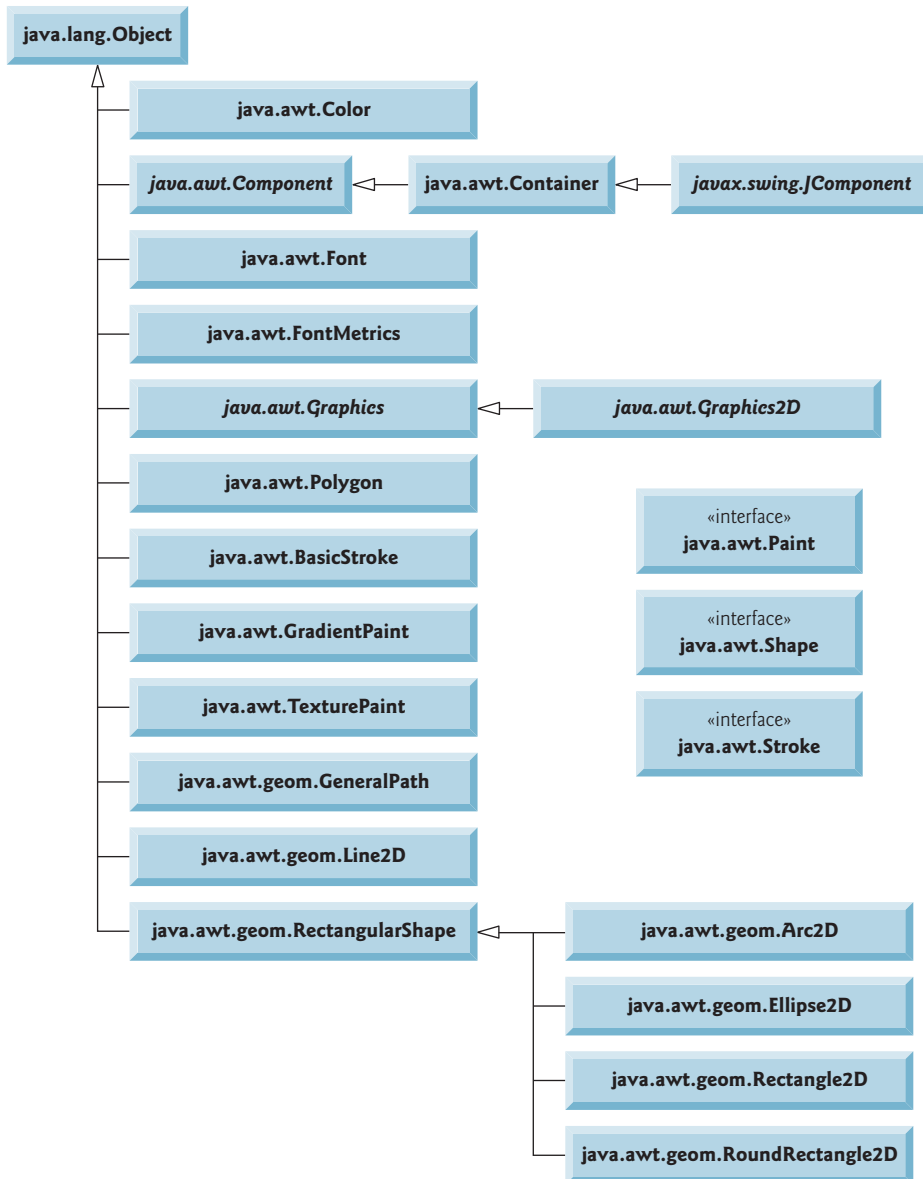 java.lang.Object
java.awt.Color
java.awt.Component
java.awt.Container
javax.swing.JComponent
java.awt.Font
java.awt.FontMetrics
java.awt.Graphics
java.awt.Graphics2D
java.awt.Polygon
«interface»
java.awt.Paint
java.awt.BasicStroke
java.awt.GradientPaint
«interface»
java.awt.Shape
java.awt.TexturePaint
«interface»
java.awt.Stroke
java.awt.geom.GeneralPath
java.awt.geom.Line2D
java.awt.geom.RectangularShape
java.awt.geom.Arc2D
java.awt.geom.Ellipse2D
java.awt.geom.Rectangle2D
java.awt.geom.RoundRectangle2D